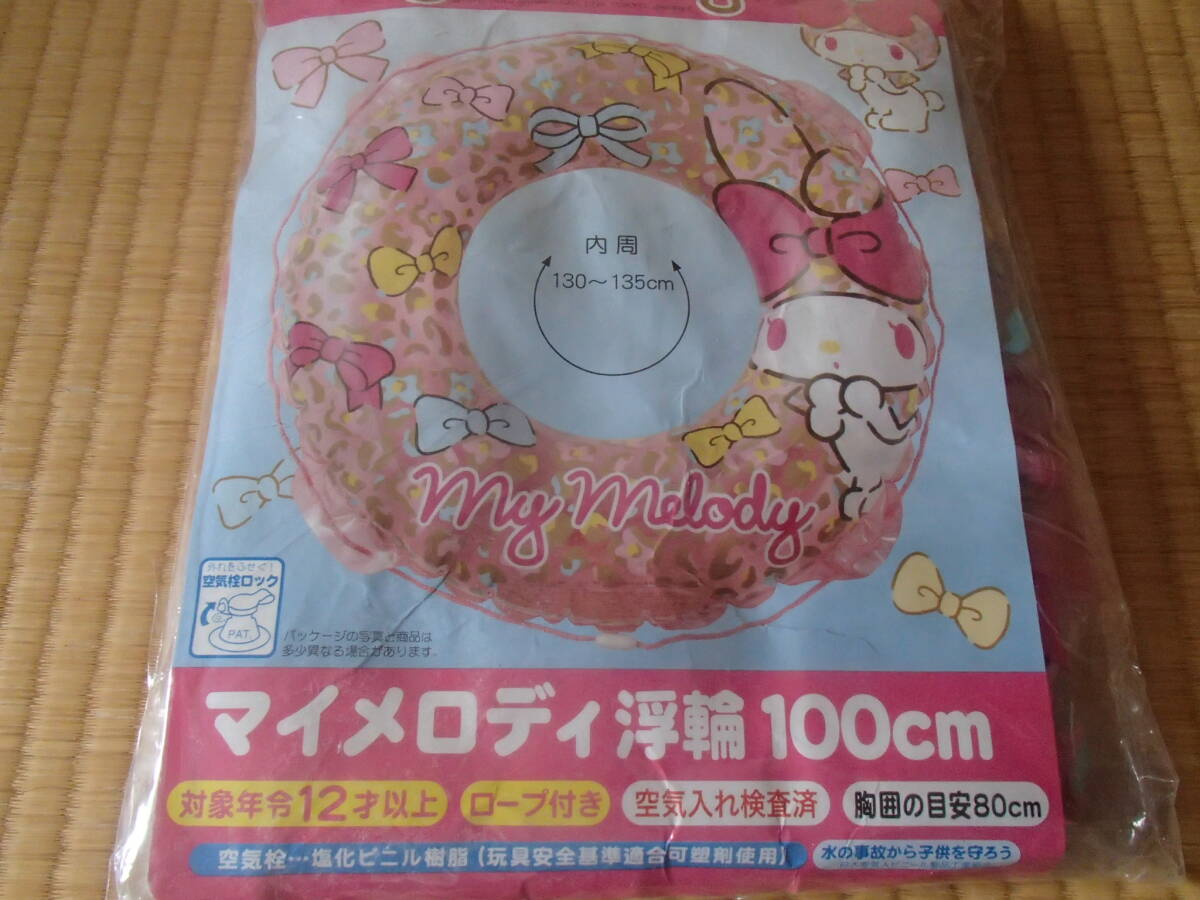 内周
130～135cm
My Melody
外れをふせぐ！
空気栓ロック
PAT.
パッケージの写真と商品は
多少異なる場合があります。
マイメロディ浮輪100cm
対象年令12才以上 ロープ付き 空気入れ検査済 胸囲の目安80cm
空気栓…塩化ビニル樹脂（玩具安全基準適合可塑剤使用） 水の事故から子供を守ろう